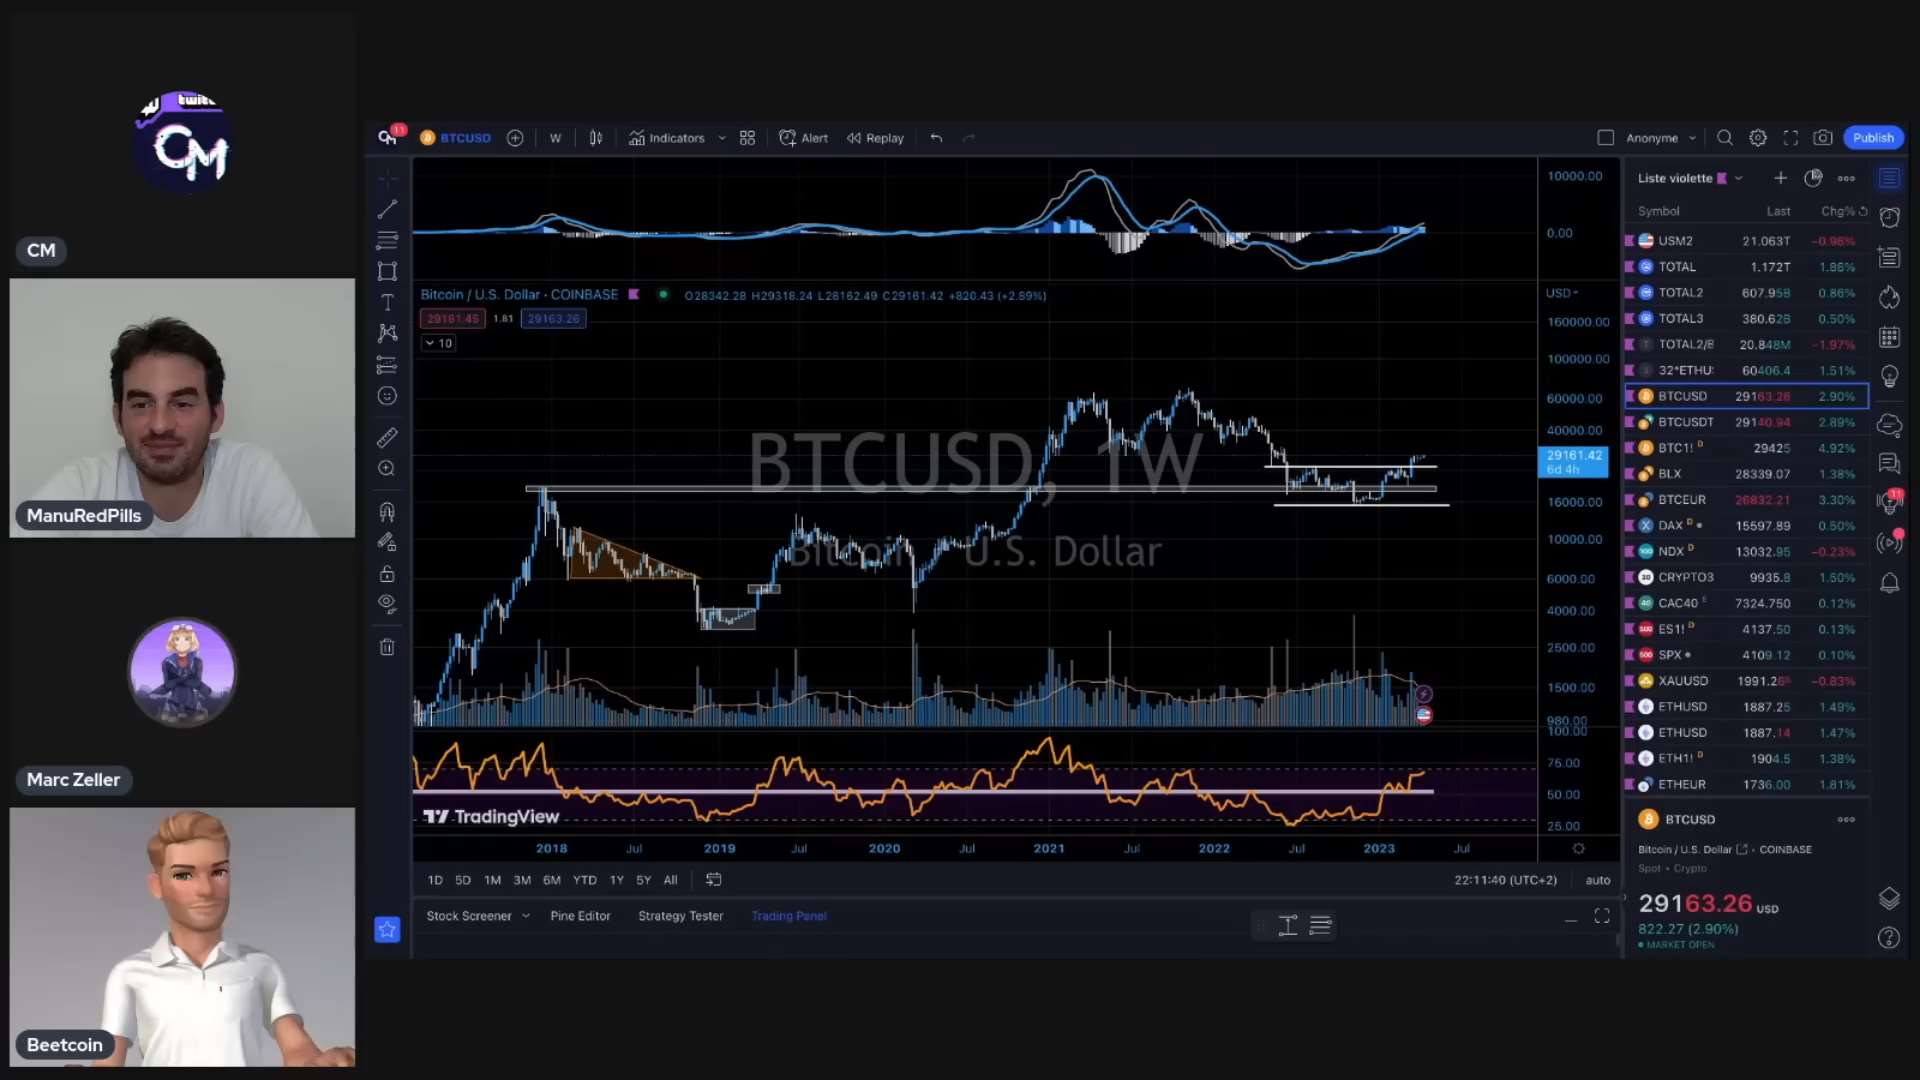 twitc
CM
CM
ManuRedPills
Marc Zeller
Beetcoin
11
BTCUSD
W
Indicators
Alert
Replay
Anonyme
Publish
10000.00
0.00
Bitcoin / U.S. Dollar · COINBASE
O28342.28 H29318.24 L28162.49 C29161.42 +820.43 (+2.89%)
29161.45 1.81 29163.26
10
BTCUSD, 1W
Bitcoin U.S. Dollar
USD
160000.00
100000.00
60000.00
40000.00
29161.42
6d 4h
16000.00
10000.00
6000.00
4000.00
2500.00
1500.00
980.00
100.00
75.00
50.00
25.00
TradingView
2018 Jul 2019 Jul 2020 Jul 2021 Jul 2022 Jul 2023 Jul
1D 5D 1M 3M 6M YTD 1Y 5Y All
22:11:40 (UTC+2) auto
Stock Screener Pine Editor Strategy Tester Trading Panel
Liste violette
Symbol Last Chg%
USM2 21.063T −0.96%
TOTAL 1.172T 1.86%
TOTAL2 607.95B 0.86%
TOTAL3 380.62B 0.50%
TOTAL2/B 20.848M −1.97%
32*ETHU: 60406.4 1.51%
BTCUSD 29163.26 2.90%
BTCUSDT 29140.94 2.89%
BTC1! D 29425 4.92%
BLX 28339.07 1.38%
BTCEUR 26832.21 3.30%
DAX D 15597.89 0.50%
NDX D 13032.95 −0.23%
CRYPTO3 9935.8 1.50%
CAC40 E 7324.750 0.12%
ES1! D 4137.50 0.13%
SPX 4109.12 0.10%
XAUUSD 1991.265 −0.83%
ETHUSD 1887.25 1.49%
ETHUSD 1887.14 1.47%
ETH1! D 1904.5 1.38%
ETHEUR 1736.00 1.81%
BTCUSD
Bitcoin / U.S. Dollar · COINBASE
Spot • Crypto
29163.26 USD
822.27 (2.90%)
MARKET OPEN
11